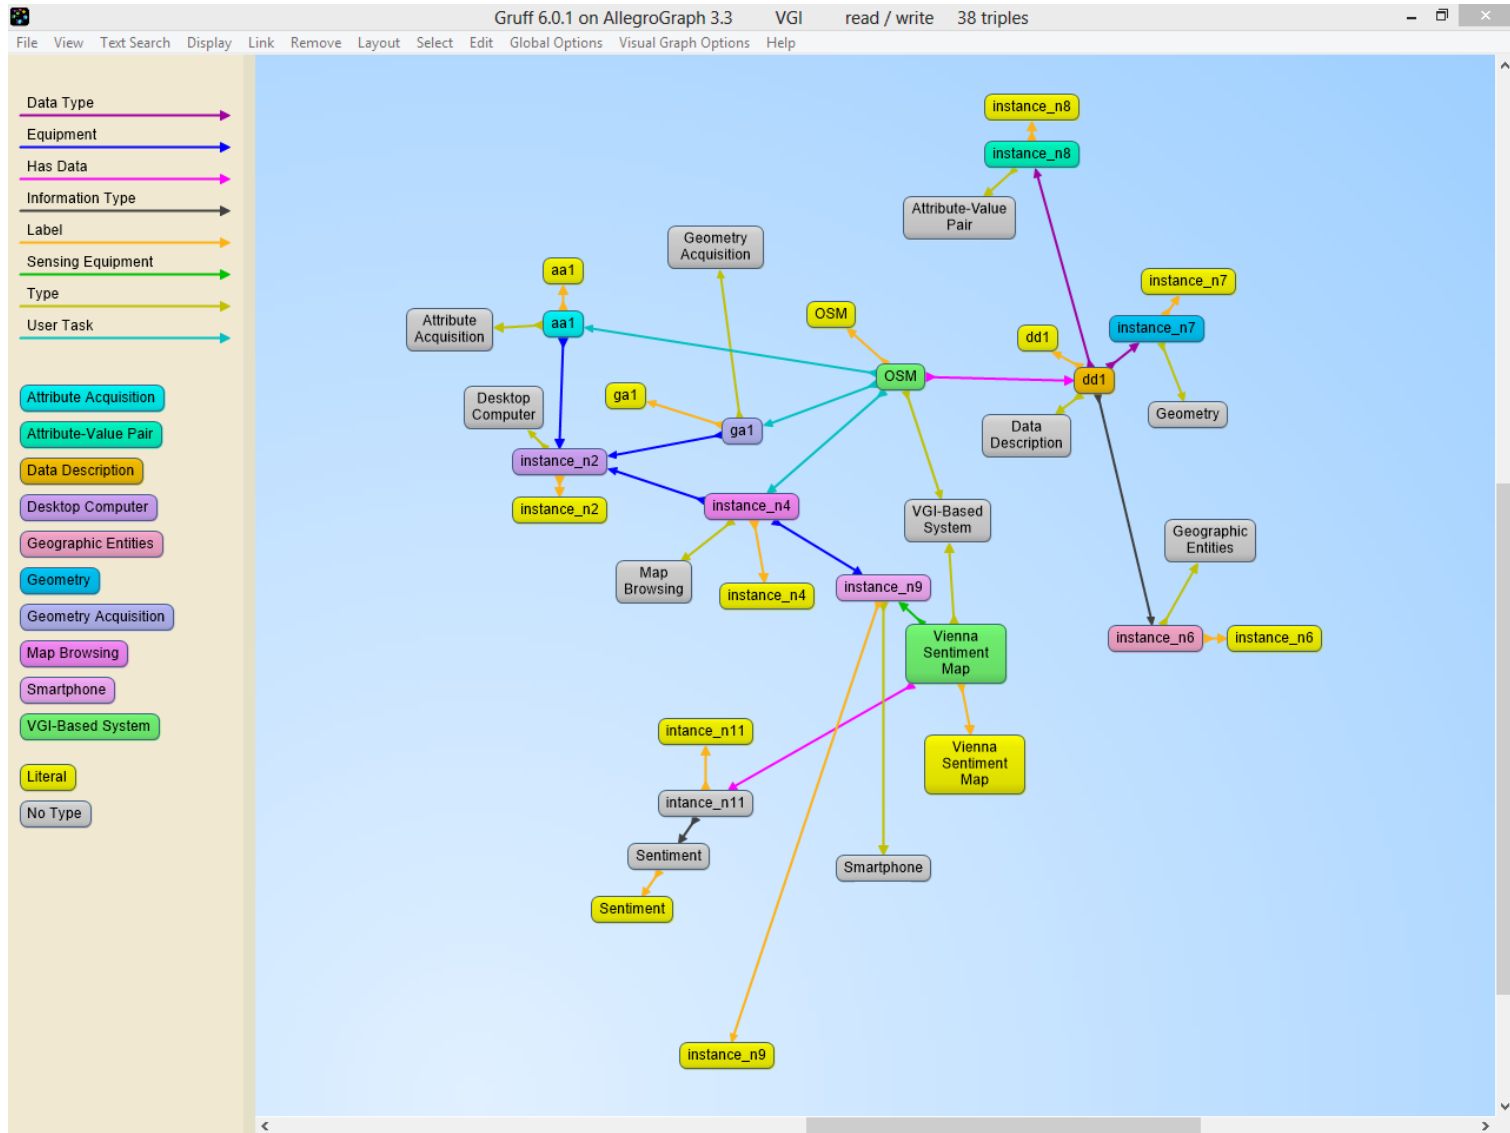 Gruff 6.0.1 on AllegroGraph 3.3 VGI read / write 38 triples
File View Text Search Display Link Remove Layout Select Edit Global Options Visual Graph Options Help
Data Type
Equipment
Has Data
Information Type
Label
Sensing Equipment
Type
User Task
Attribute Acquisition
Attribute-Value Pair
Data Description
Desktop Computer
Geographic Entities
Geometry
Geometry Acquisition
Map Browsing
Smartphone
VGI-Based System
Literal
No Type
instance_n8
instance_n8
Attribute-Value
Pair
Geometry
Acquisition
aa1
instance_n7
aa1
Attribute
Acquisition
OSM
instance_n7
dd1
OSM
dd1
Desktop
Computer
ga1
Geometry
ga1
Data
Description
instance_n2
instance_n2
instance_n4
VGI-Based
System
Geographic
Entities
Map
Browsing
instance_n4
instance_n9
Vienna
Sentiment
Map
instance_n6
instance_n6
intance_n11
Vienna
Sentiment
Map
intance_n11
Sentiment
Smartphone
Sentiment
instance_n9